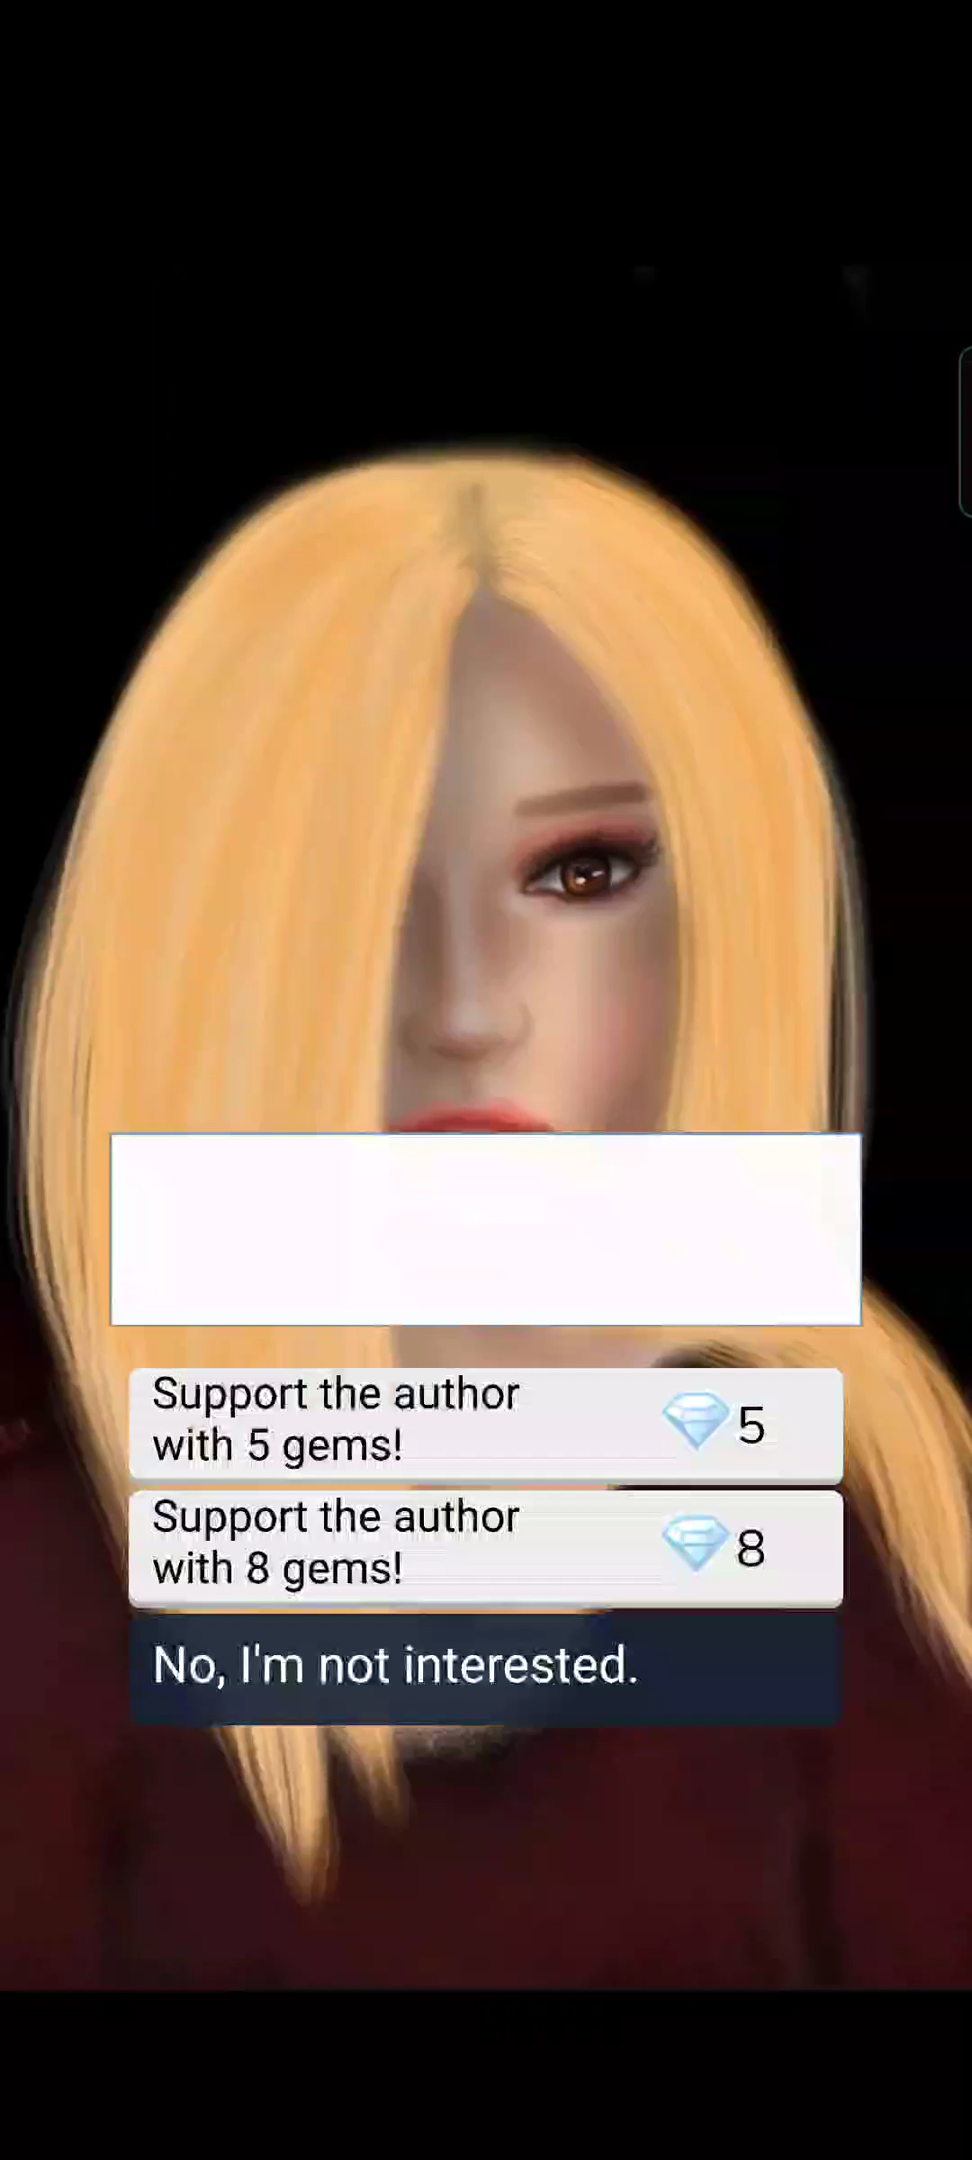 Support the author
with 5 gems!
5
Support the author
with 8 gems!
8
No, I'm not interested.